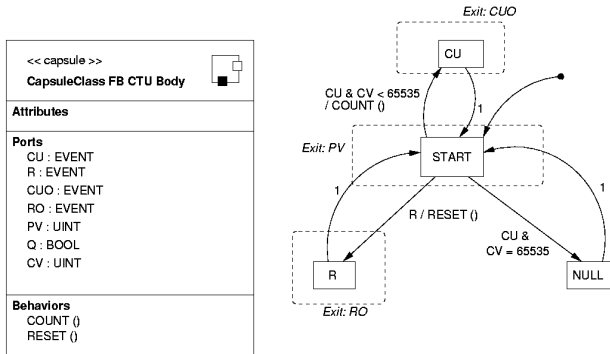 << capsule >>
CapsuleClass FB CTU Body
Attributes
Ports
CU : EVENT
R : EVENT
CUO : EVENT
RO : EVENT
PV : UINT
Q : BOOL
CV : UINT
Behaviors
COUNT ()
RESET ()
Exit: CUO
CU
CU & CV < 65535
/ COUNT ()
1
Exit: PV
START
1
R / RESET ()
1
CU &
CV = 65535
R
NULL
Exit: RO